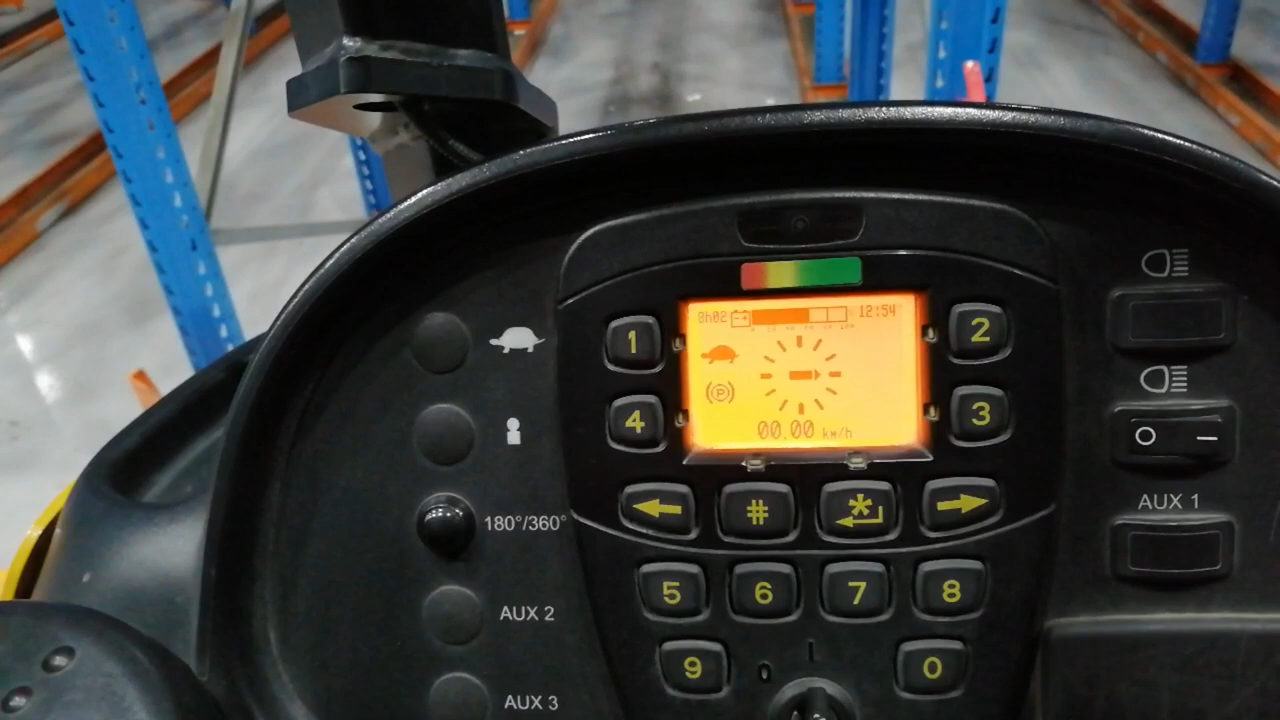 8h02 12:54
00.00 km/h
1 2
4 3
← # * →
5 6 7 8
9 0
0 I
180°/360°
AUX 2
AUX 3
O —
AUX 1